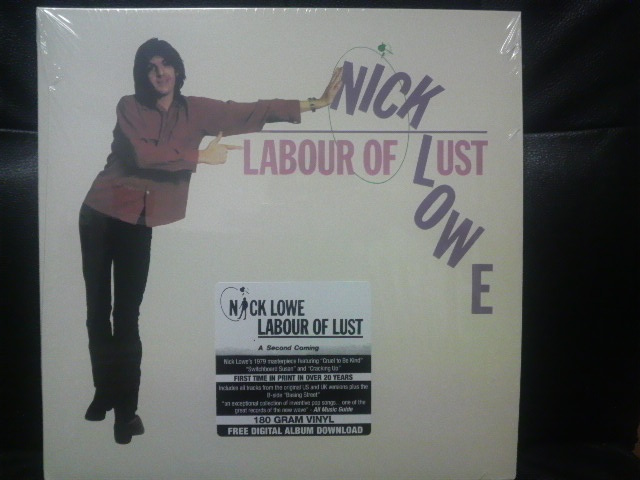 NICK LOWE
LABOUR OF LUST
NICK LOWE
LABOUR OF LUST
A Second Coming
Nick Lowe's 1979 masterpiece featuring "Cruel to Be Kind"
"Switchboard Susan" and "Cracking Up"
FIRST TIME IN PRINT IN OVER 20 YEARS
Includes all tracks from the original US and UK versions plus the
B-side "Basing Street"
"an exceptional collection of inventive pop songs... one of the
great records of the new wave" - All Music Guide
180 GRAM VINYL
FREE DIGITAL ALBUM DOWNLOAD